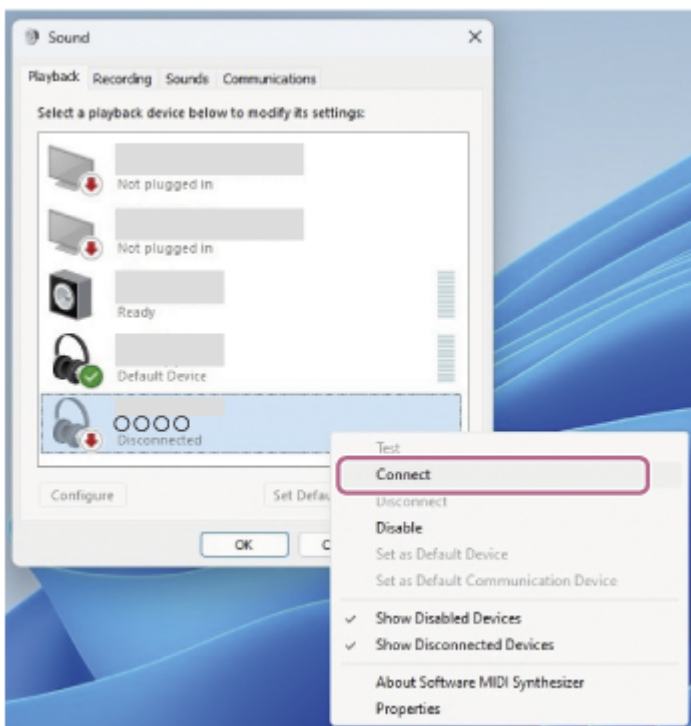 Sound
Playback Recording Sounds Communications
Select a playback device below to modify its settings:
Not plugged in
Not plugged in
Ready
Default Device
OOOO
Disconnected
Configure
Set Defau
OK
C
Test
Connect
Disconnect
Disable
Set as Default Device
Set as Default Communication Device
Show Disabled Devices
Show Disconnected Devices
About Software MIDI Synthesizer
Properties